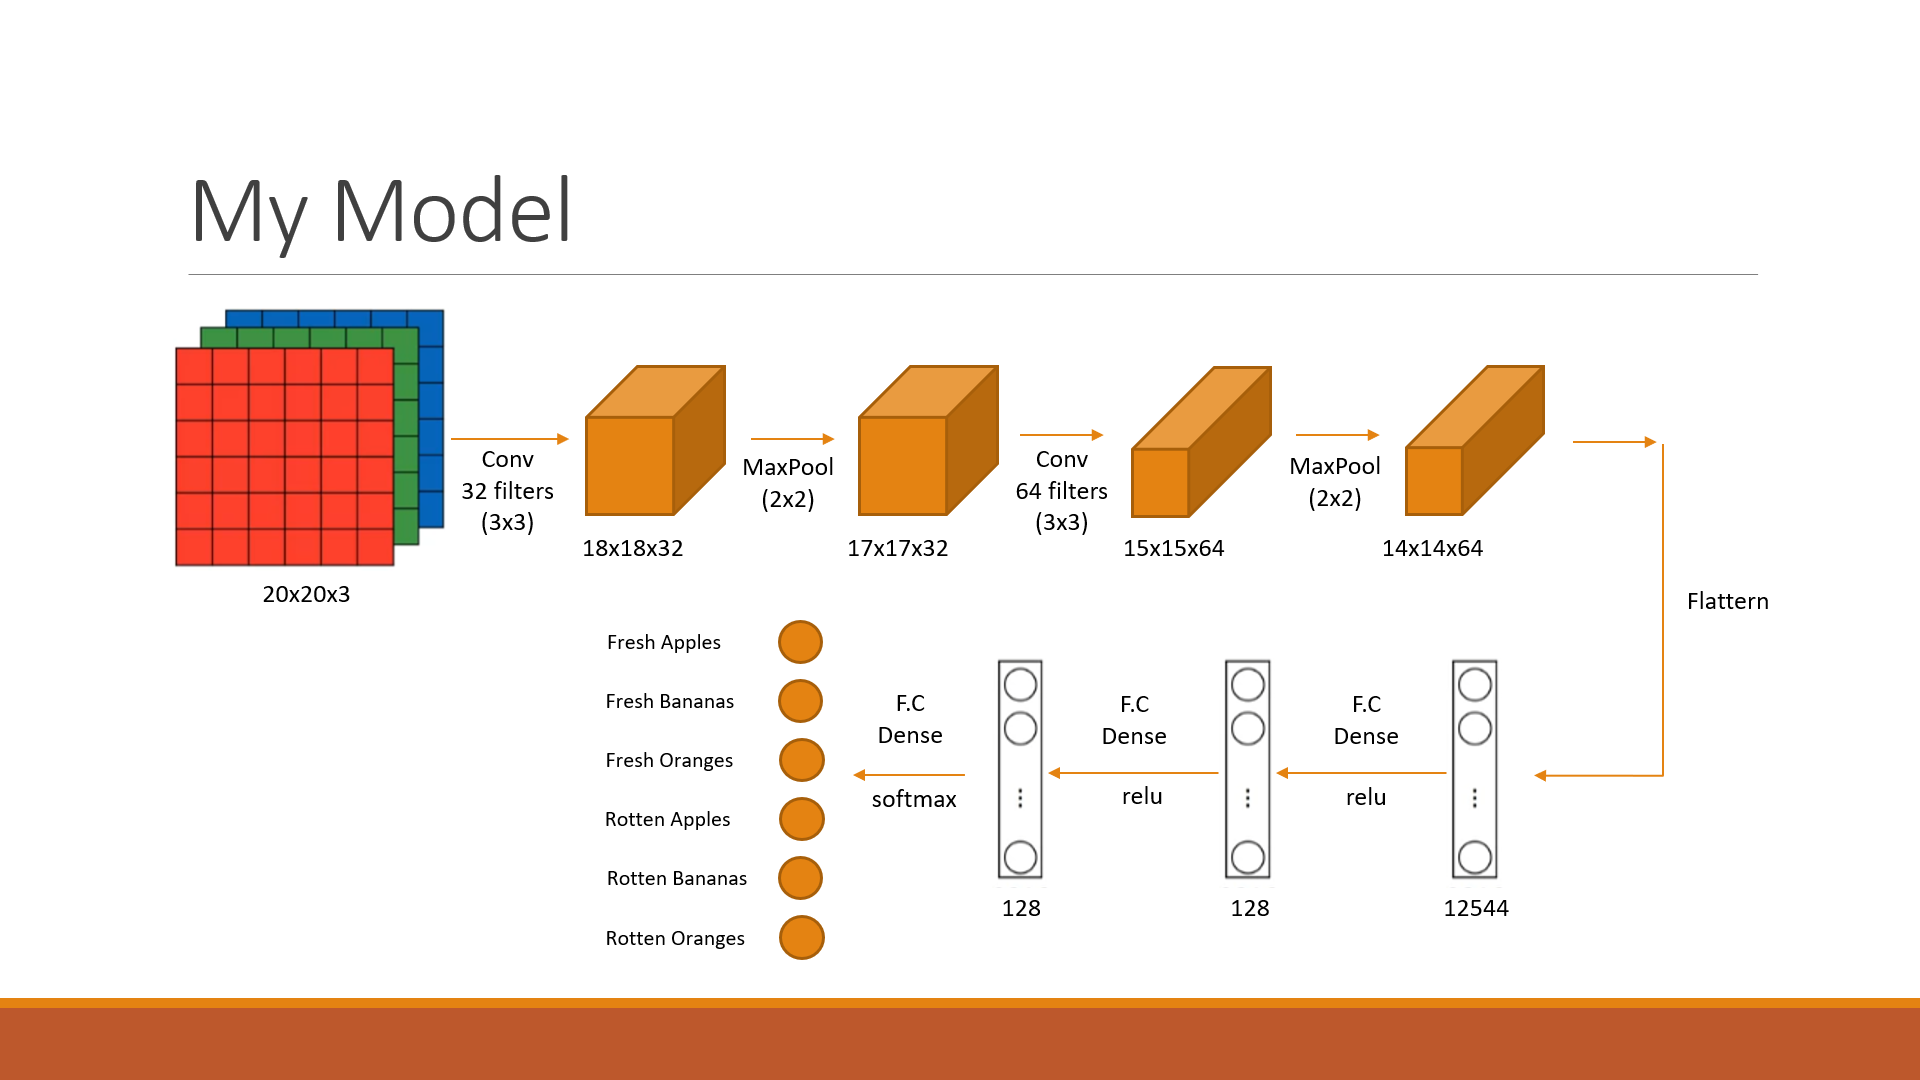 My Model
20x20x3
Conv
32 filters
(3x3)
18x18x32
MaxPool
(2x2)
17x17x32
Conv
64 filters
(3x3)
15x15x64
MaxPool
(2x2)
14x14x64
Flattern
12544
F.C
Dense
relu
128
F.C
Dense
relu
128
F.C
Dense
softmax
Fresh Apples
Fresh Bananas
Fresh Oranges
Rotten Apples
Rotten Bananas
Rotten Oranges